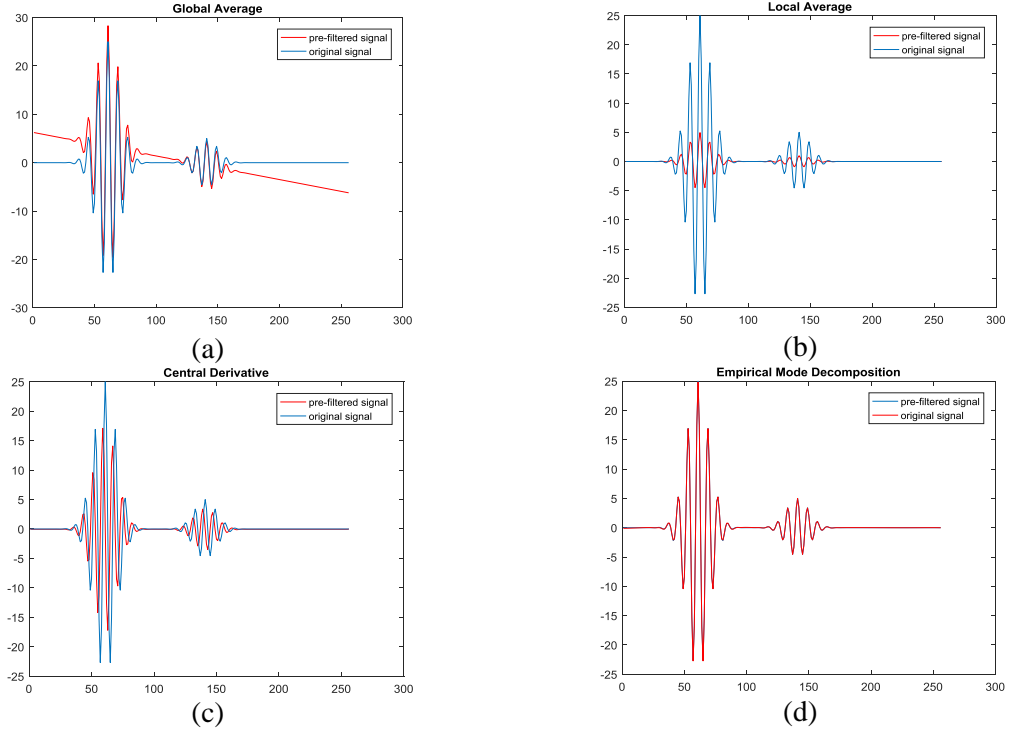 Global Average
30
20
10
0
-10
-20
-30
0 50 100 150 200 250 300
pre-filtered signal
original signal
(a)
Local Average
25
20
15
10
5
0
-5
-10
-15
-20
-25
0 50 100 150 200 250 300
pre-filtered signal
original signal
(b)
Central Derivative
25
20
15
10
5
0
-5
-10
-15
-20
-25
0 50 100 150 200 250 300
pre-filtered signal
original signal
(c)
Empirical Mode Decomposition
25
20
15
10
5
0
-5
-10
-15
-20
-25
0 50 100 150 200 250 300
pre-filtered signal
original signal
(d)